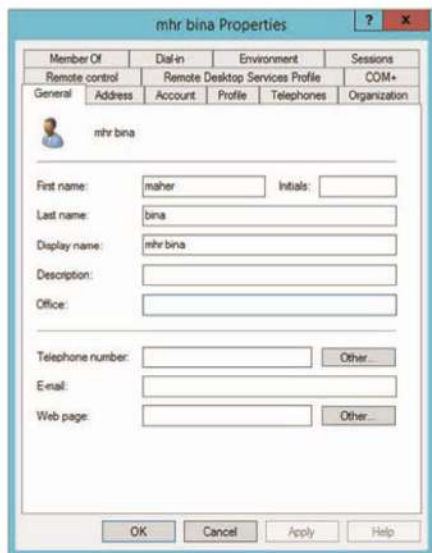 mhr bina Properties
? x
Member Of Dial-in Environment Sessions
Remote control Remote Desktop Services Profile COM+
General Address Account Profile Telephones Organization
mhr bina
First name: maher Initials:
Last name: bina
Display name: mhr bina
Description:
Office:
Telephone number: Other...
E-mail:
Web page: Other...
OK Cancel Apply Help